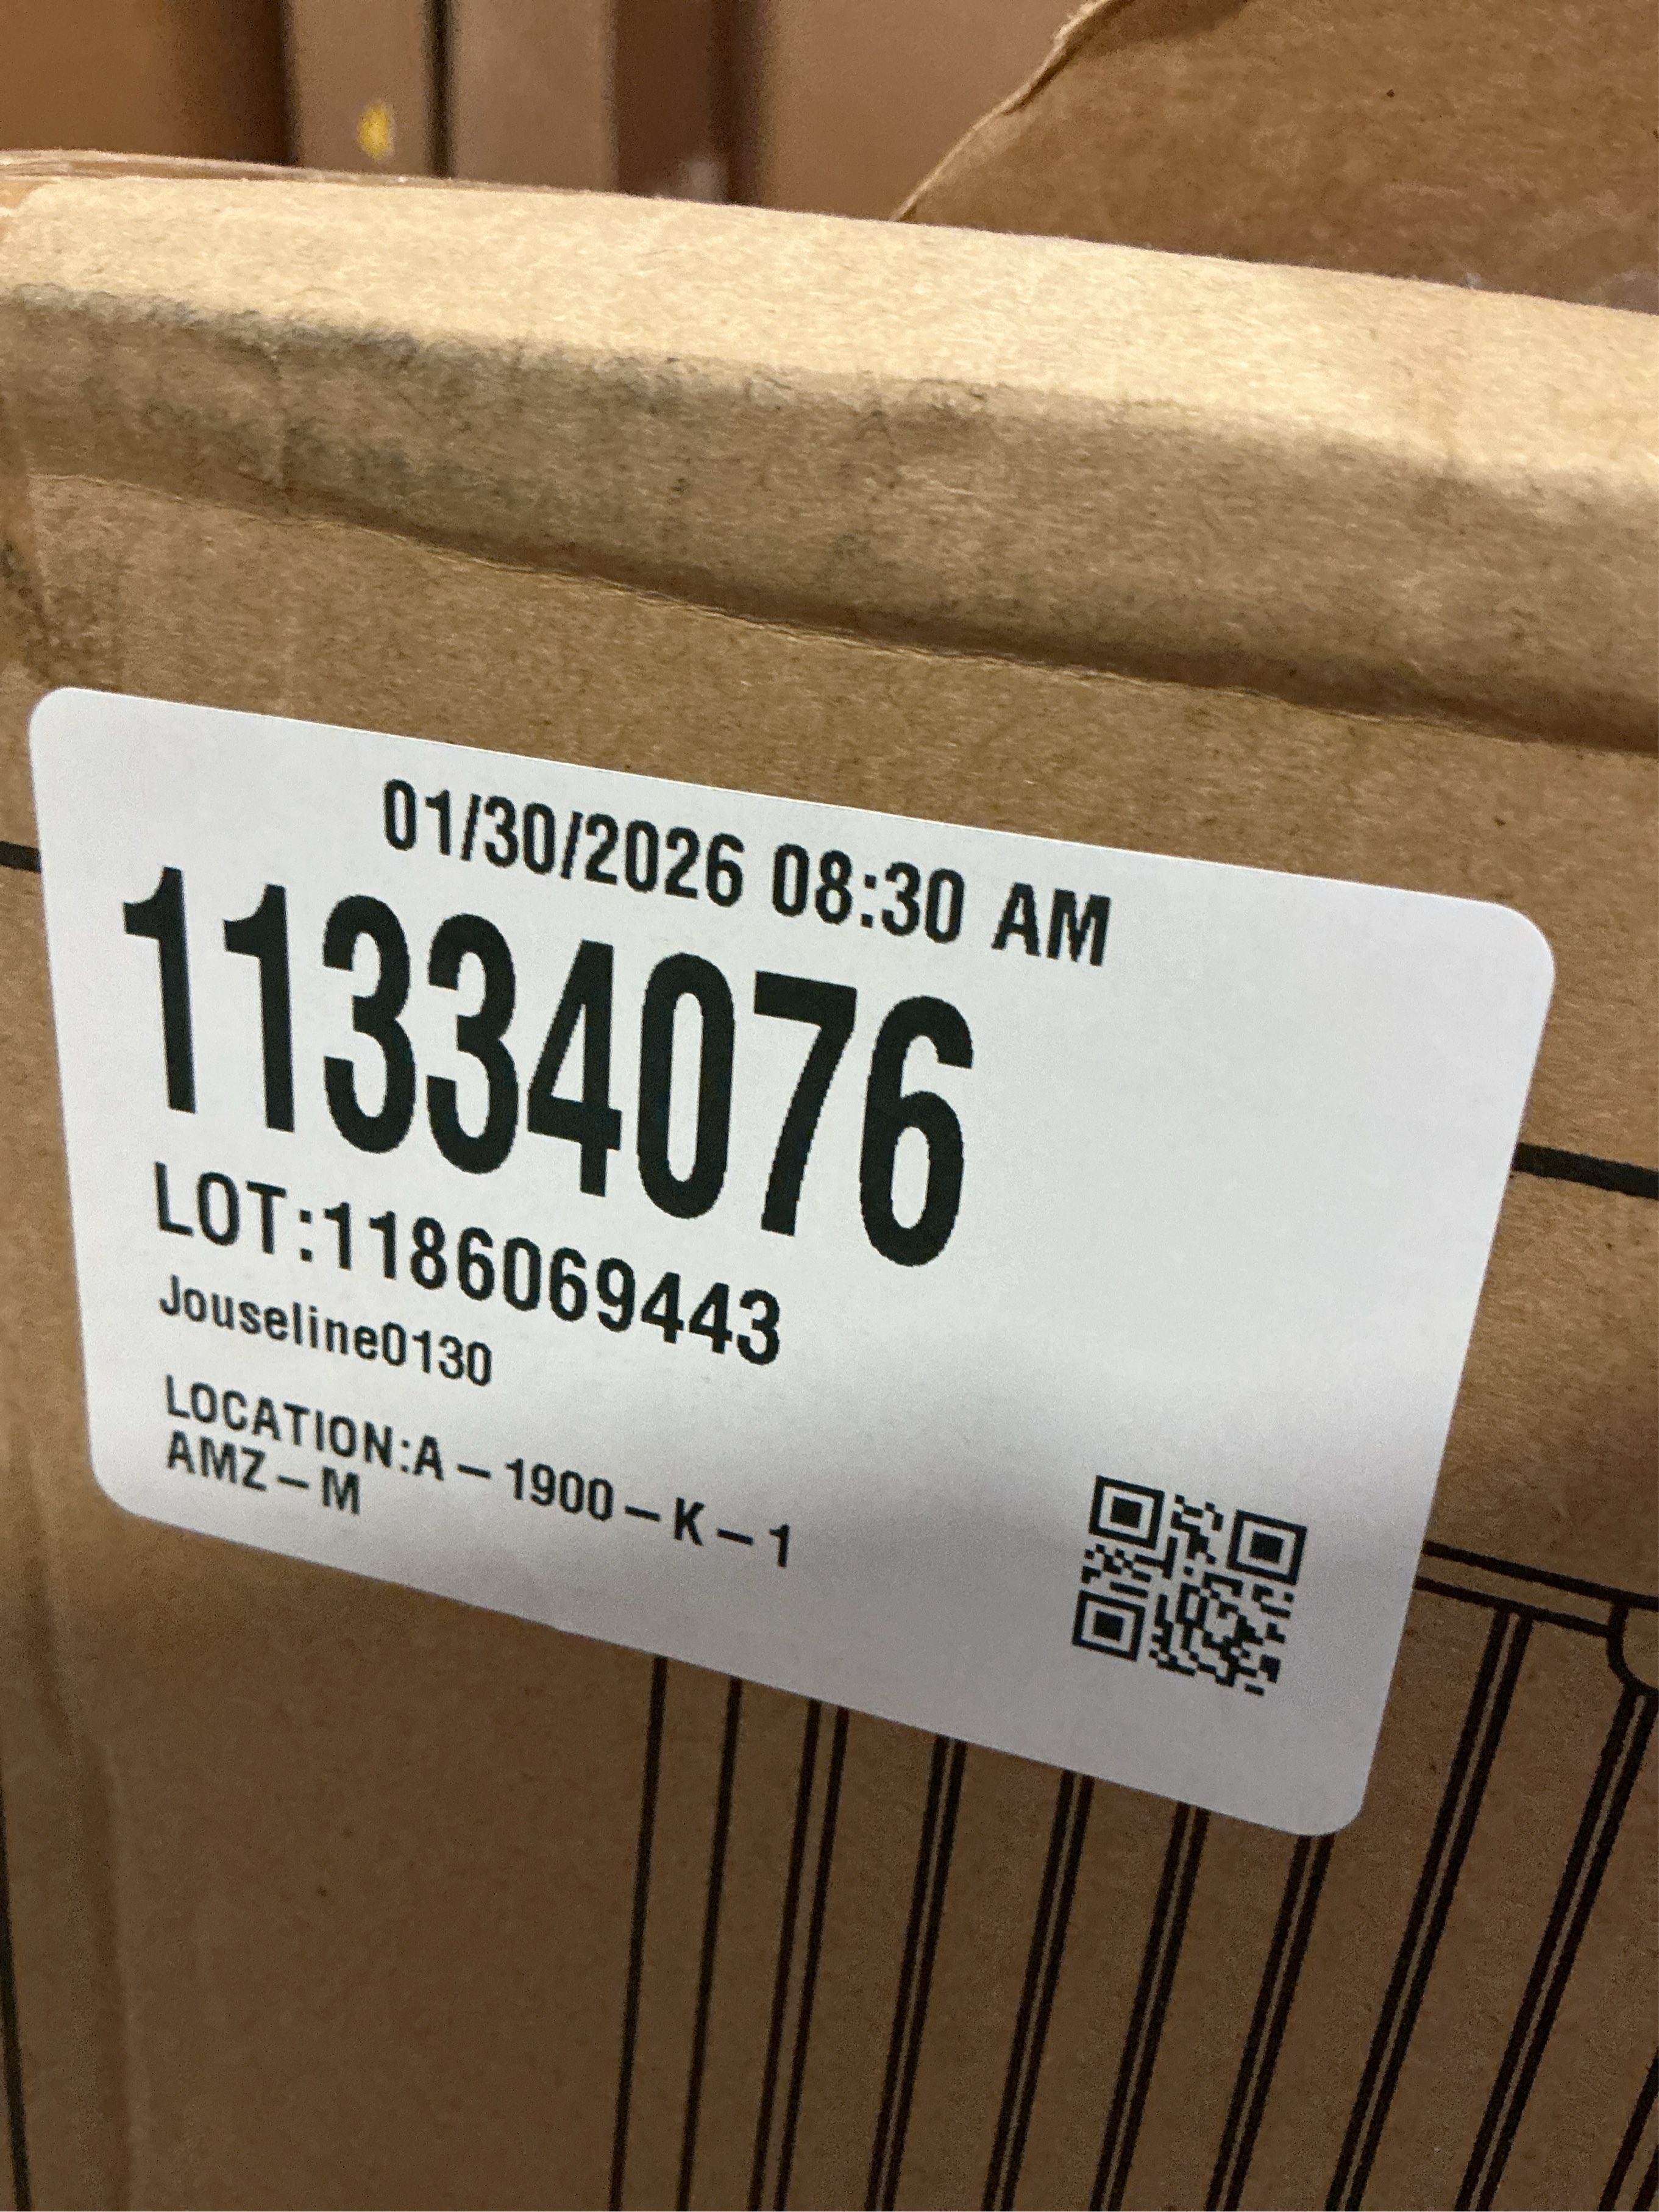 01/30/2026 08:30 AM
11334076
LOT:1186069443
Jouseline0130
LOCATION:A-1900-K-1
AMZ-M